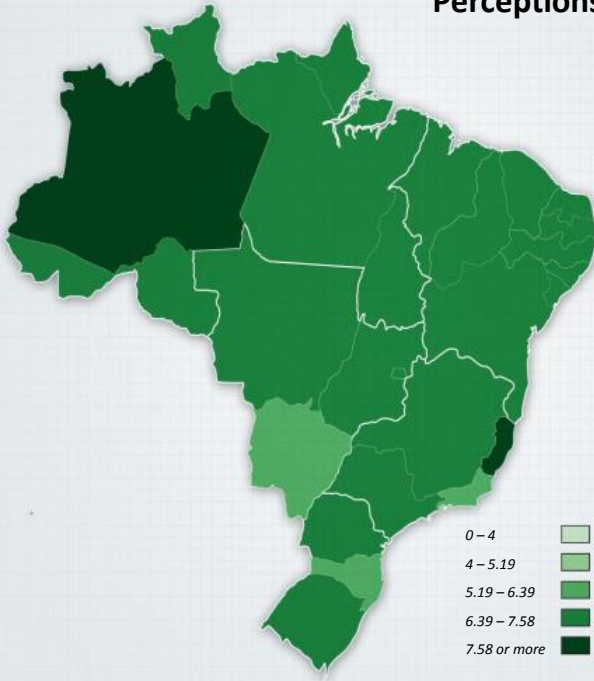 Perceptions
0 – 4
4 – 5.19
5.19 – 6.39
6.39 – 7.58
7.58 or more